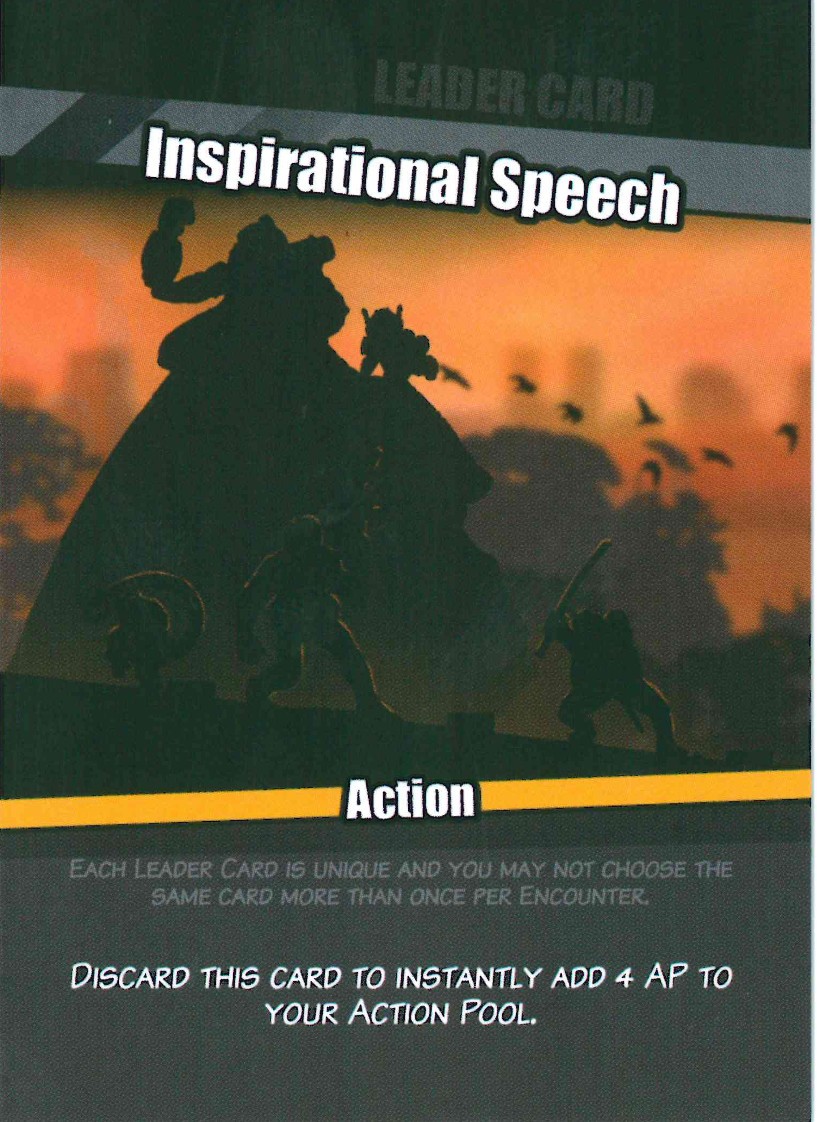 LEADER CARD
Inspirational Speech
Action
EACH LEADER CARD IS UNIQUE AND YOU MAY NOT CHOOSE THE
SAME CARD MORE THAN ONCE PER ENCOUNTER.
DISCARD THIS CARD TO INSTANTLY ADD 4 AP TO
YOUR ACTION POOL.